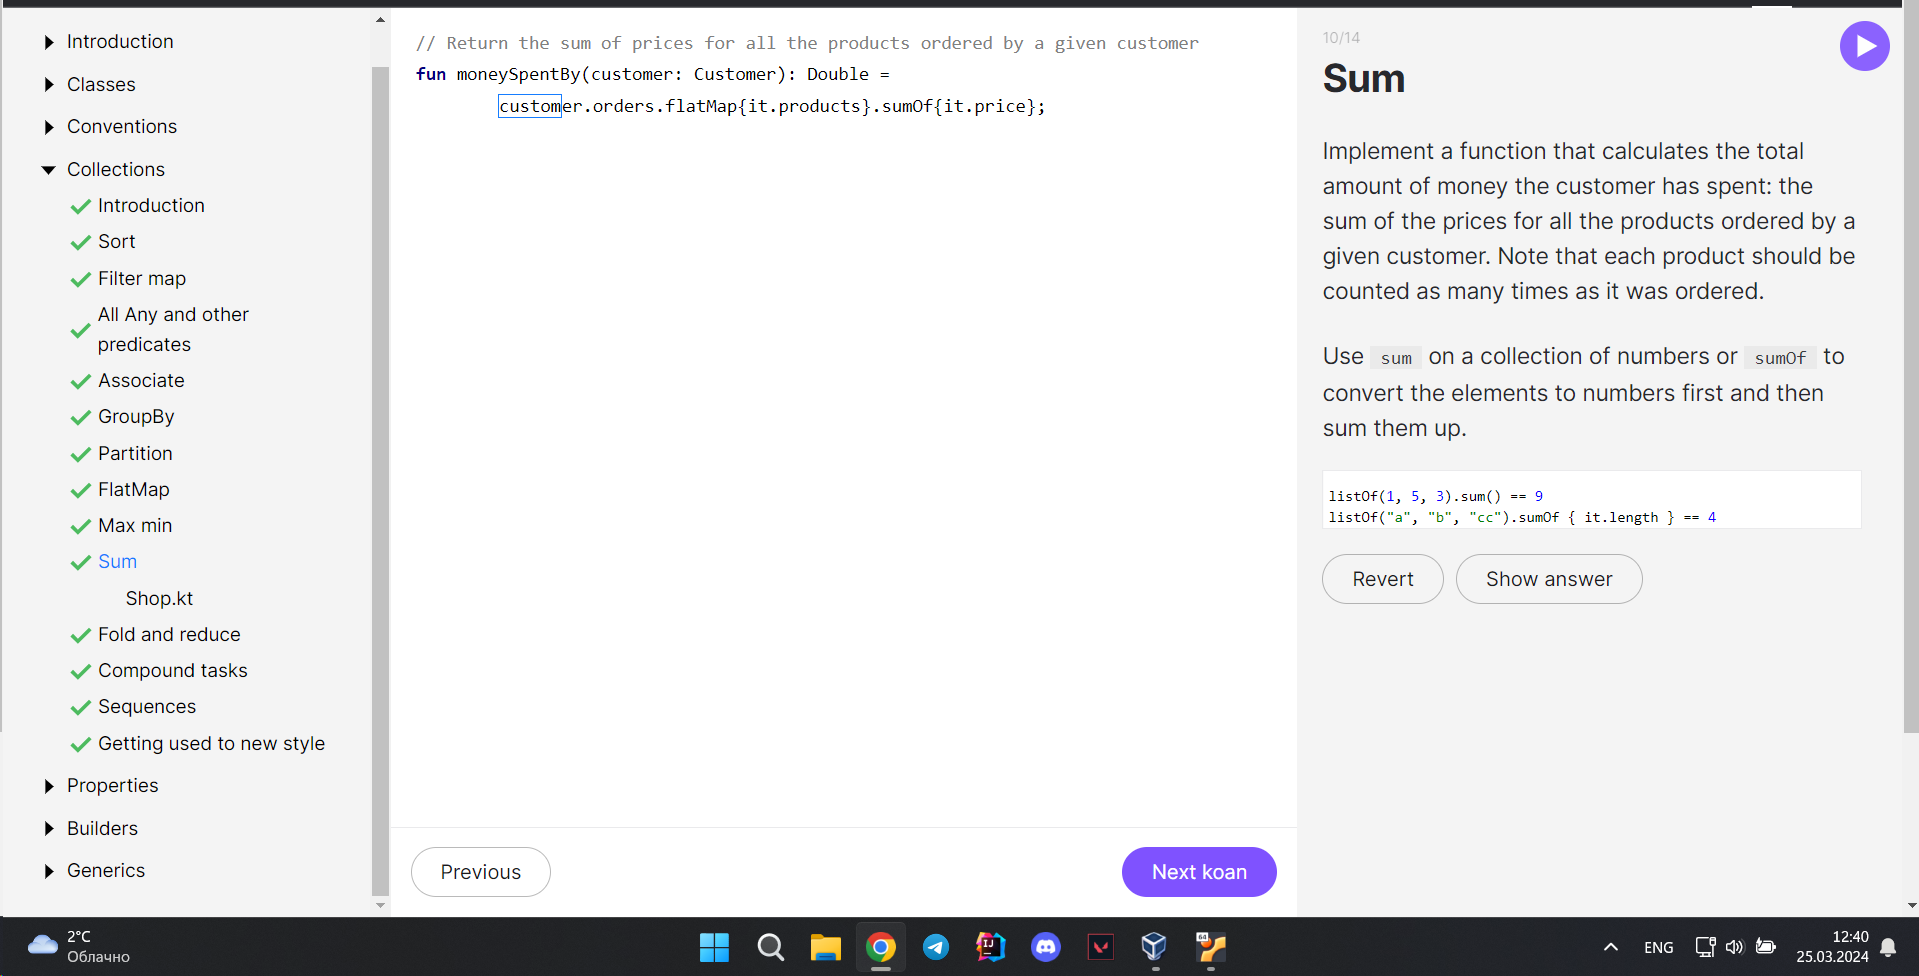 Introduction
Classes
Conventions
Collections
Introduction
Sort
Filter map
All Any and other
predicates
Associate
GroupBy
Partition
FlatMap
Max min
Sum
Shop.kt
Fold and reduce
Compound tasks
Sequences
Getting used to new style
Properties
Builders
Generics
// Return the sum of prices for all the products ordered by a given customer
fun moneySpentBy(customer: Customer): Double =
customer.orders.flatMap{it.products}.sumOf{it.price};
Previous
Next koan
10/14
Sum
Implement a function that calculates the total
amount of money the customer has spent: the
sum of the prices for all the products ordered by a
given customer. Note that each product should be
counted as many times as it was ordered.
Use sum on a collection of numbers or sumOf to
convert the elements to numbers first and then
sum them up.
listOf(1, 5, 3).sum() == 9
listOf("a", "b", "cc").sumOf { it.length } == 4
Revert
Show answer
2°C
Облачно
IJ
64
ENG
12:40
25.03.2024